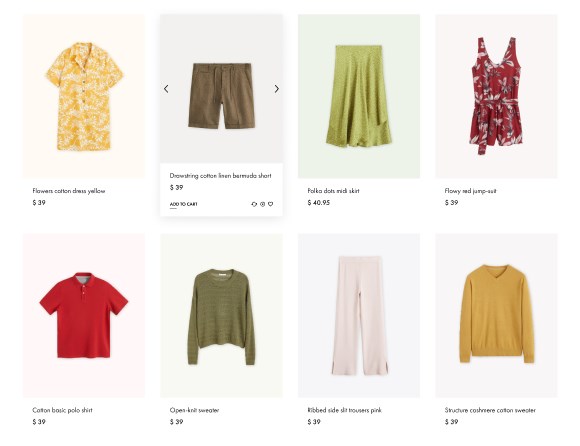 Flowers cotton dress yellow
$ 39
Drawstring cotton linen bermuda short
$ 39
ADD TO CART
Polka dots midi skirt
$ 40.95
Flowy red jump-suit
$ 39
Cotton basic polo shirt
$ 39
Open-knit sweater
$ 39
Ribbed side slit trousers pink
$ 39
Structure cashmere cotton sweater
$ 39